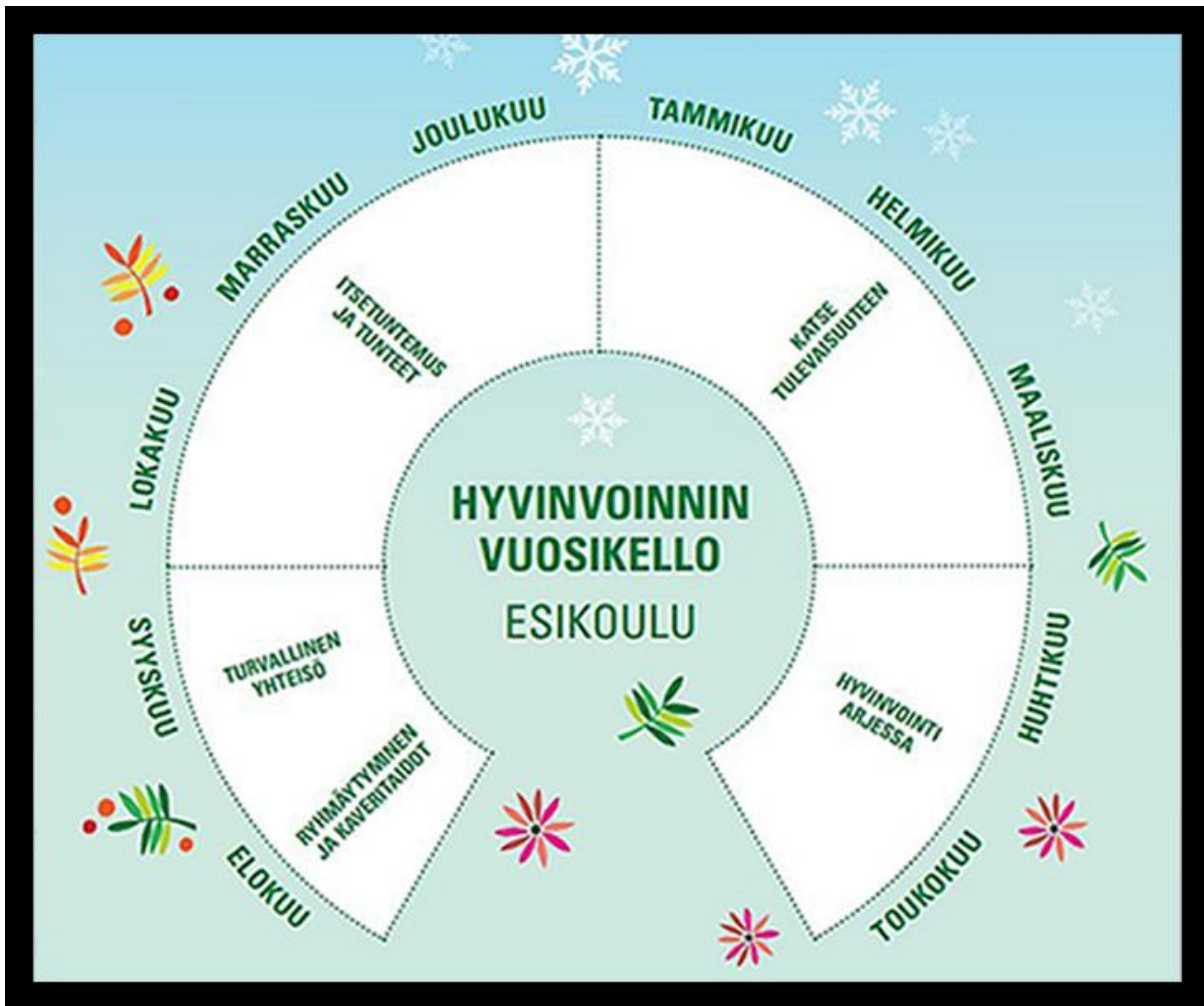 JOULUKUU
TAMMIKUU
MARRASKUU
HELMIKUU
ITSETUNTEMUS
JA TUNTEET
KATSE
TULEVAISUUTEEN
LOKAKUU
MAALISKUU
HYVINVOINNIN
VUOSIKELLO
ESIKOULU
SYYSKUU
TURVALLINEN
YHTEISÖ
HYVINVOINTI
ARJESSA
HUHTIKUU
RYHMÄYTYMINEN
JA KAVERITAIDOT
ELOKUU
TOUKOKUU